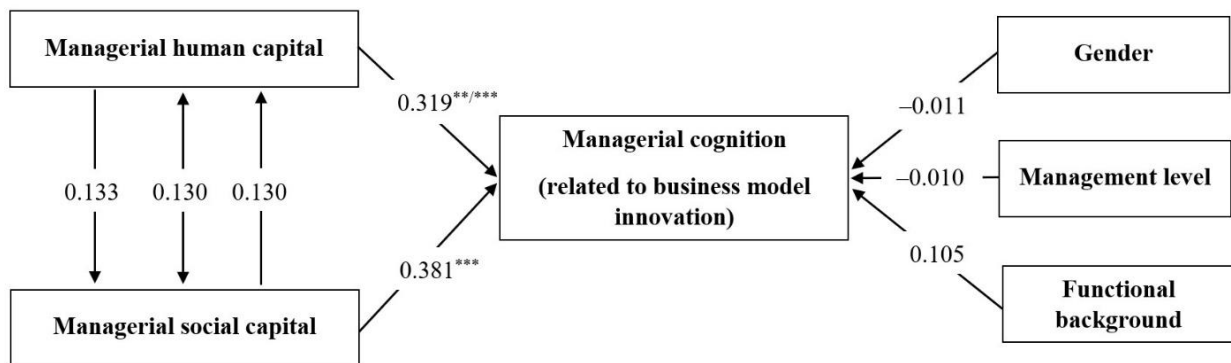 Managerial human capital
Gender
0.319**/***
–0.011
Managerial cognition
(related to business model
innovation)
0.133
0.130
0.130
–0.010
Management level
0.381***
0.105
Managerial social capital
Functional
background